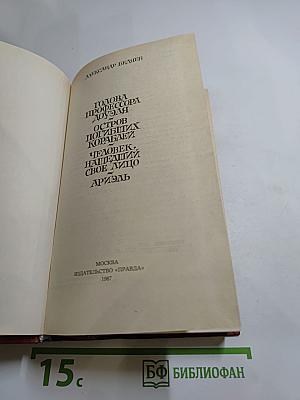 АЛЕКСАНДР БЕЛЯЕВ
ГОЛОВА
ПРОФЕССОРА
ДОУЭЛЯ
ОСТРОВ
ПОГИБШИХ
КОРАБЛЕЙ
ЧЕЛОВЕК,
НАШЕДШИЙ
СВОЕ ЛИЦО
АРИЭЛЬ
МОСКВА
ИЗДАТЕЛЬСТВО «ПРАВДА»
1987
15с
БФ БИБЛИОФАН